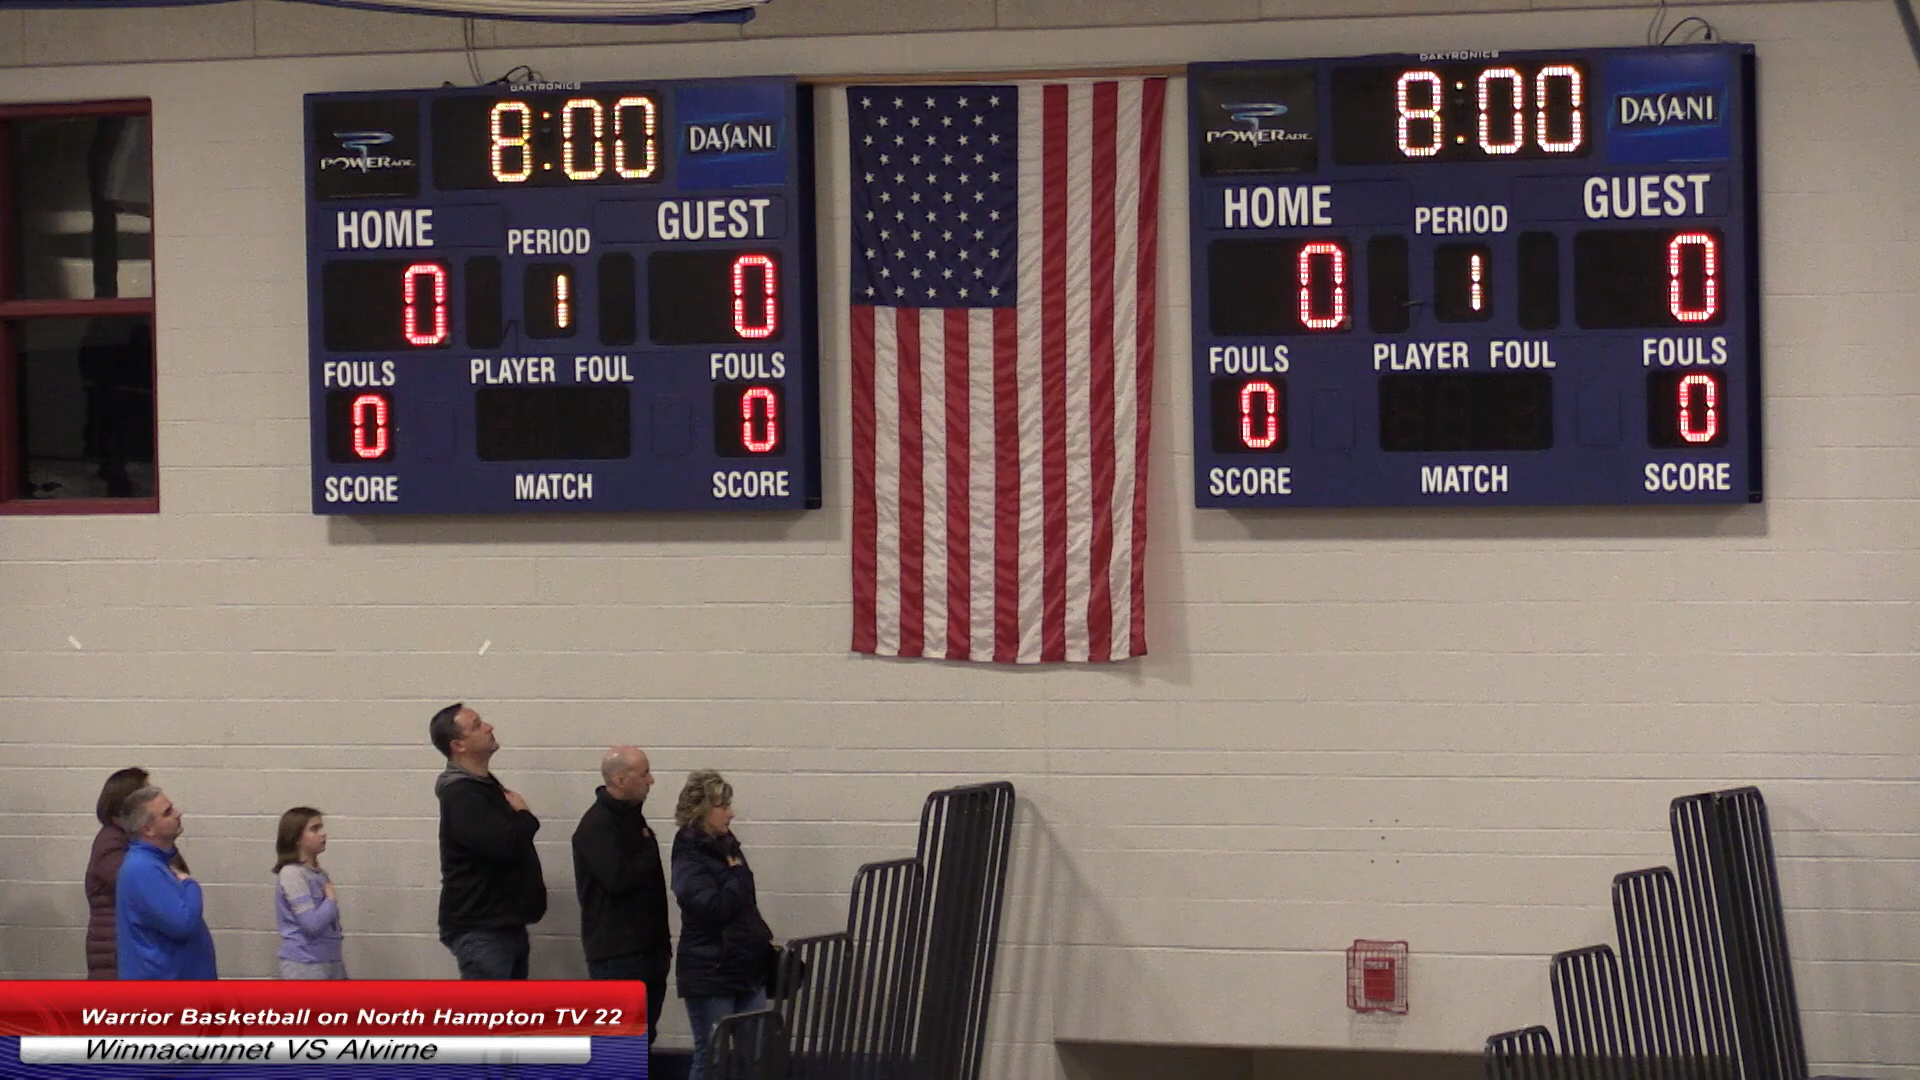 DAKTRONICS
POWERADE
8:00
DASANI
HOME
PERIOD
GUEST
0
1
0
FOULS
PLAYER FOUL
FOULS
0
0
SCORE
MATCH
SCORE
DAKTRONICS
POWERADE
8:00
DASANI
HOME
PERIOD
GUEST
0
1
0
FOULS
PLAYER FOUL
FOULS
0
0
SCORE
MATCH
SCORE
Warrior Basketball on North Hampton TV 22
Winnacunnet VS Alvirne